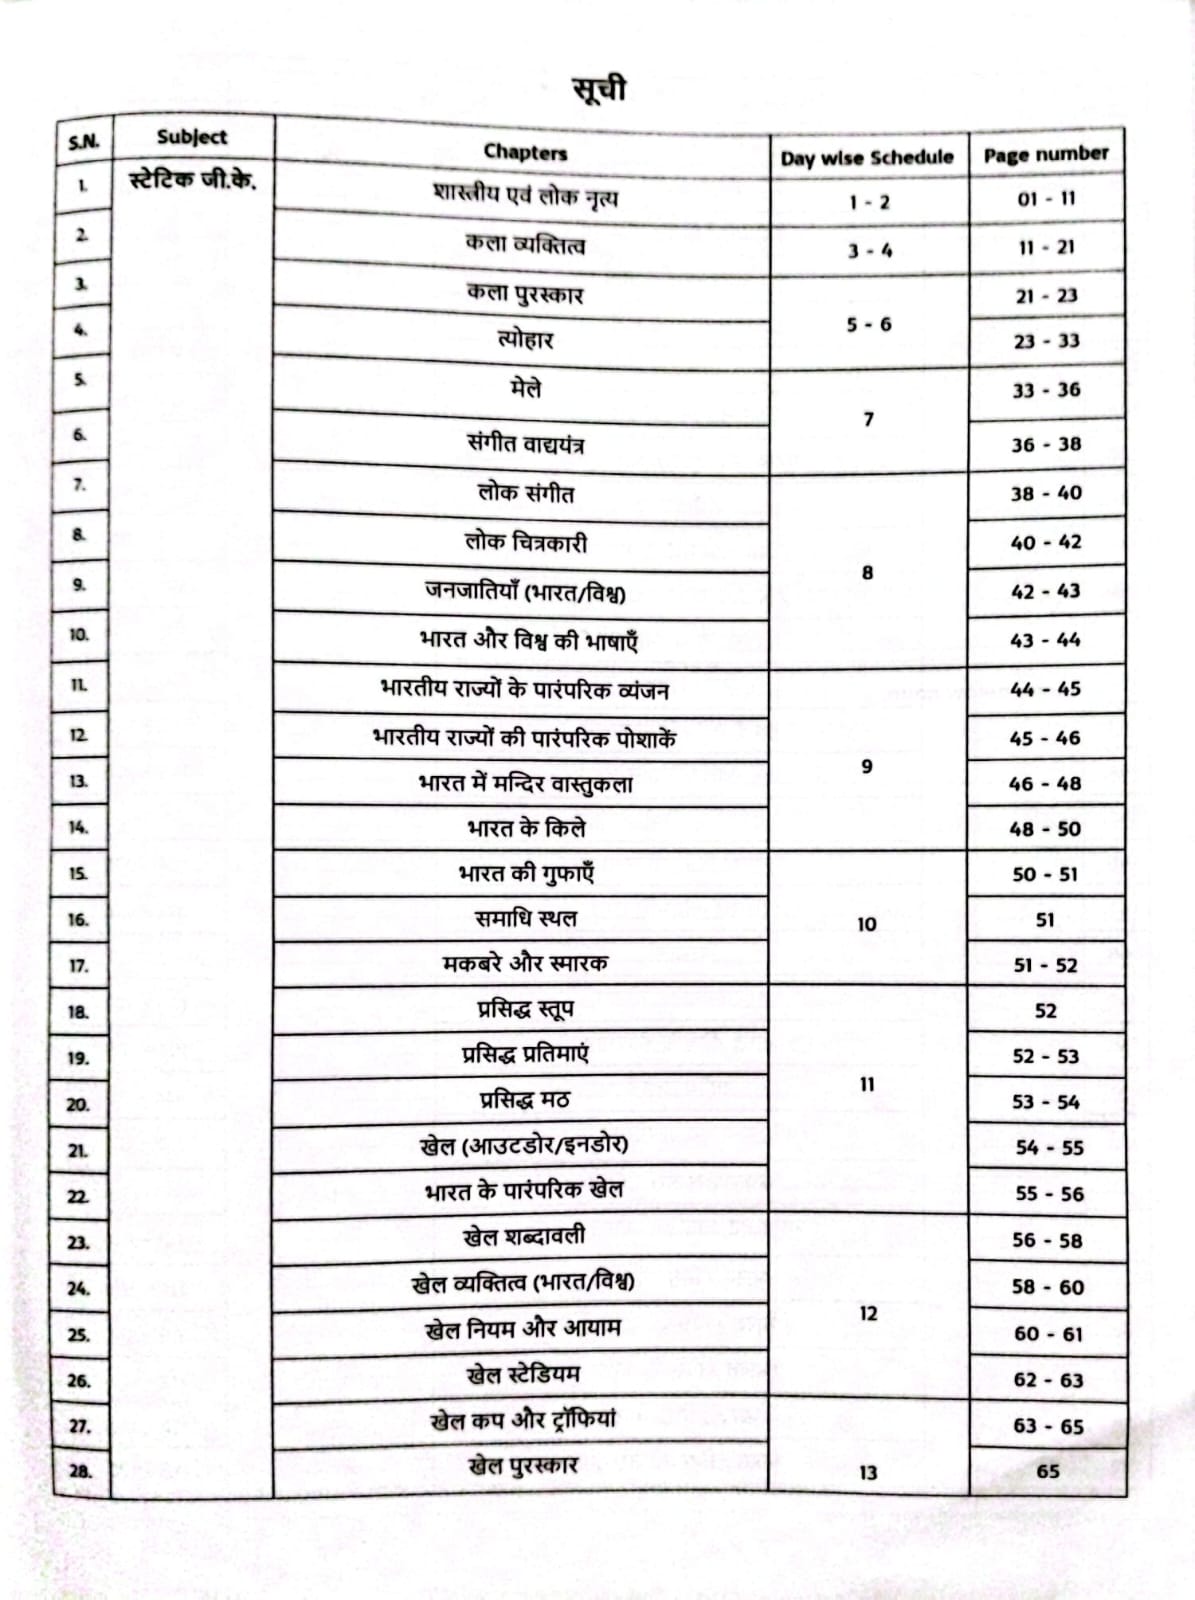 सूची
S.N. Subject Chapters Day wise Schedule Page number
1. स्टेटिक जी.के. शास्त्रीय एवं लोक नृत्य 1 - 2 01 - 11
2. कला व्यक्तित्व 3 - 4 11 - 21
3. कला पुरस्कार 21 - 23
5 - 6
4. त्योहार 23 - 33
5. मेले 33 - 36
7
6. संगीत वाद्ययंत्र 36 - 38
7. लोक संगीत 38 - 40
8. लोक चित्रकारी 40 - 42
8
9. जनजातियाँ (भारत/विश्व) 42 - 43
10. भारत और विश्व की भाषाएँ 43 - 44
11. भारतीय राज्यों के पारंपरिक व्यंजन 44 - 45
12. भारतीय राज्यों की पारंपरिक पोशाकें 45 - 46
9
13. भारत में मन्दिर वास्तुकला 46 - 48
14. भारत के किले 48 - 50
15. भारत की गुफाएँ 50 - 51
16. समाधि स्थल 10 51
17. मकबरे और स्मारक 51 - 52
18. प्रसिद्ध स्तूप 52
19. प्रसिद्ध प्रतिमाएं 52 - 53
11
20. प्रसिद्ध मठ 53 - 54
21. खेल (आउटडोर/इनडोर) 54 - 55
22. भारत के पारंपरिक खेल 55 - 56
23. खेल शब्दावली 56 - 58
24. खेल व्यक्तित्व (भारत/विश्व) 58 - 60
12
25. खेल नियम और आयाम 60 - 61
26. खेल स्टेडियम 62 - 63
27. खेल कप और ट्रॉफियां 63 - 65
28. खेल पुरस्कार 13 65